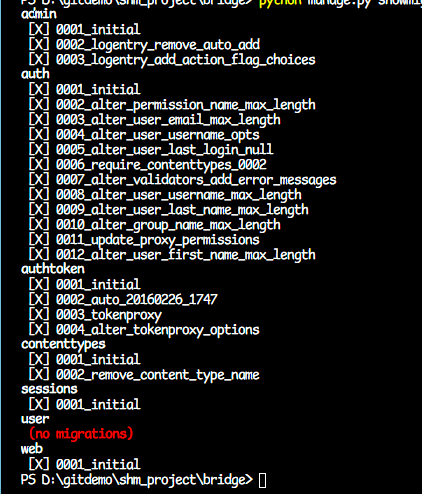 PS D:\gitdemo\shm_project\bridge> python manage.py
admin
[X] 0001_initial
[X] 0002_logentry_remove_auto_add
[X] 0003_logentry_add_action_flag_choices
auth
[X] 0001_initial
[X] 0002_alter_permission_name_max_length
[X] 0003_alter_user_email_max_length
[X] 0004_alter_user_username_opts
[X] 0005_alter_user_last_login_null
[X] 0006_require_contenttypes_0002
[X] 0007_alter_validators_add_error_messages
[X] 0008_alter_user_username_max_length
[X] 0009_alter_user_last_name_max_length
[X] 0010_alter_group_name_max_length
[X] 0011_update_proxy_permissions
[X] 0012_alter_user_first_name_max_length
authtoken
[X] 0001_initial
[X] 0002_auto_20160226_1747
[X] 0003_tokenproxy
[X] 0004_alter_tokenproxy_options
contenttypes
[X] 0001_initial
[X] 0002_remove_content_type_name
sessions
[X] 0001_initial
user
(no migrations)
web
[X] 0001_initial
PS D:\gitdemo\shm_project\bridge>